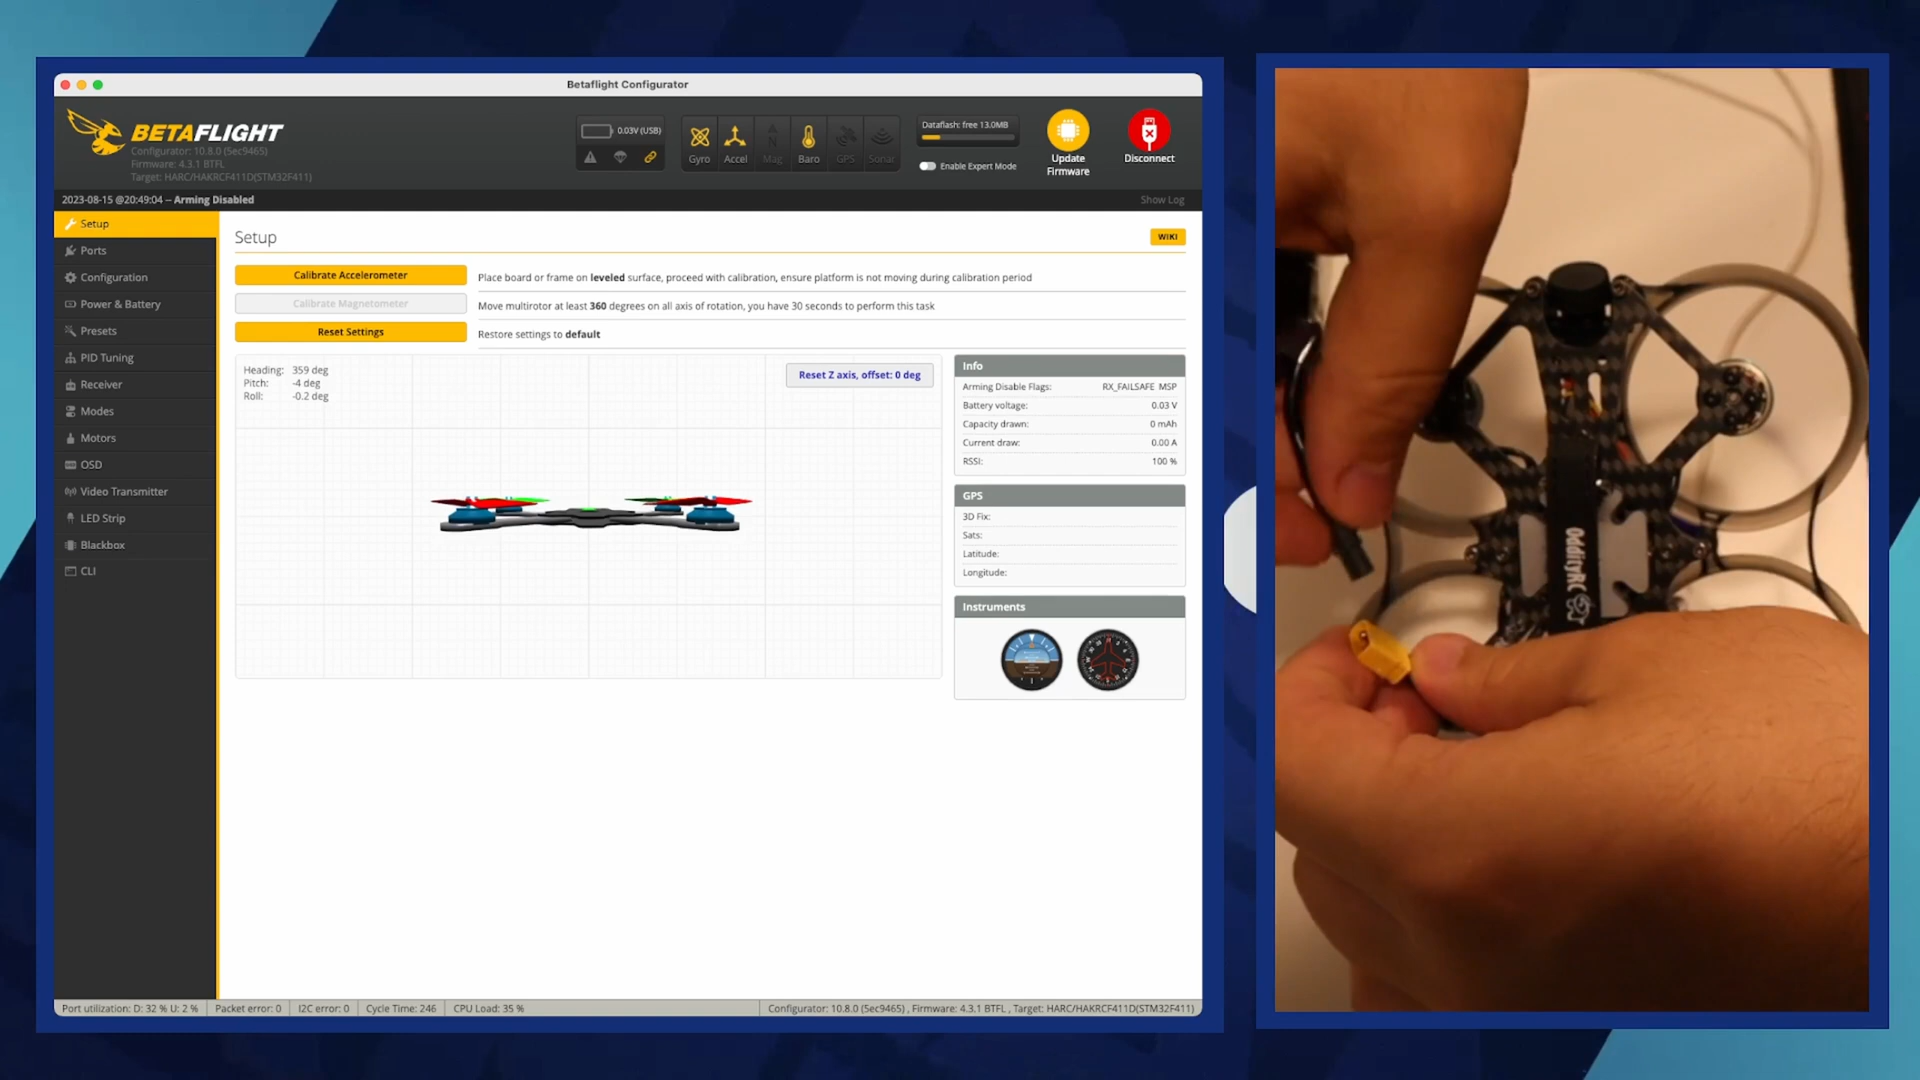 Betaflight Configurator
BETAFLIGHT
Configurator: 10.8.0 (5ec9465)
Firmware: 4.3.1 BTFL
Target: HARC/HAKRCF411D(STM32F411)
0.03V (USB)
Gyro
Accel
Mag
Baro
GPS
Sonar
Dataflash: free 13.0MB
Enable Expert Mode
Update
Firmware
Disconnect
2023-08-15 @20:49:04 -- Arming Disabled
Show Log
Setup
Ports
Configuration
Power & Battery
Presets
PID Tuning
Receiver
Modes
Motors
OSD
Video Transmitter
LED Strip
Blackbox
CLI
Setup
WIKI
Calibrate Accelerometer
Place board or frame on leveled surface, proceed with calibration, ensure platform is not moving during calibration period
Calibrate Magnetometer
Move multirotor at least 360 degrees on all axis of rotation, you have 30 seconds to perform this task
Reset Settings
Restore settings to default
Heading: 359 deg
Pitch: -4 deg
Roll: -0.2 deg
Reset Z axis, offset: 0 deg
Info
Arming Disable Flags: RX_FAILSAFE MSP
Battery voltage: 0.03 V
Capacity drawn: 0 mAh
Current draw: 0.00 A
RSSI: 100 %
GPS
3D Fix:
Sats:
Latitude:
Longitude:
Instruments
Port utilization: D: 32 % U: 2 %
Packet error: 0
I2C error: 0
Cycle Time: 246
CPU Load: 35 %
Configurator: 10.8.0 (5ec9465) , Firmware: 4.3.1 BTFL , Target: HARC/HAKRCF411D(STM32F411)
OddityRC